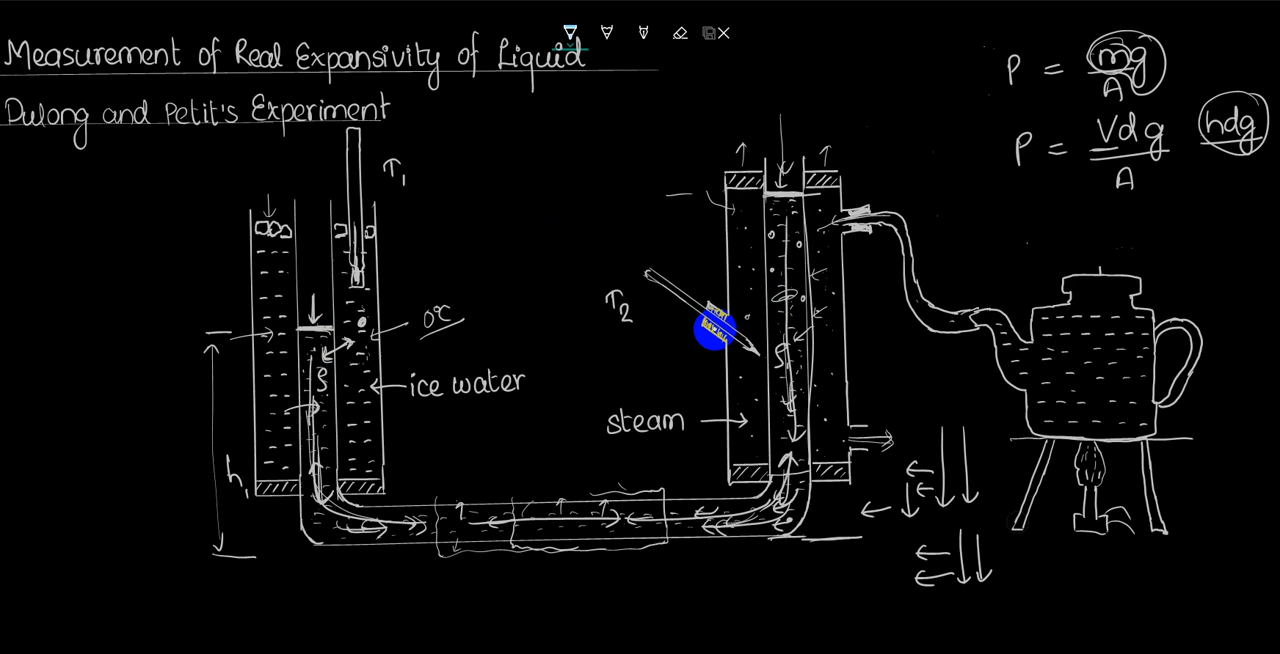 Measurement of Real Expansivity of Liquid
Dulong and Petit's Experiment
P = mg/A
P = Vdg/A hdg
T1
T2
0°C
ρ
ρ
ice water
steam
h1